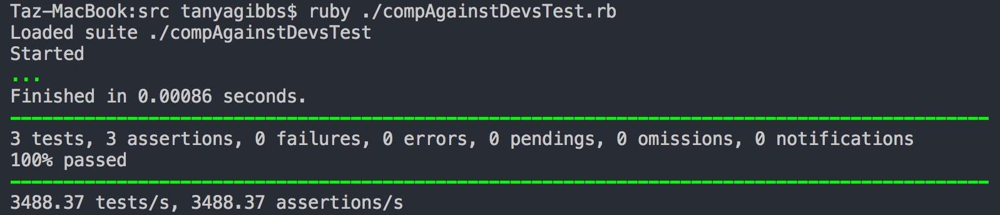 Taz-MacBook:src tanyagibbs$ ruby ./compAgainstDevsTest.rb
Loaded suite ./compAgainstDevsTest
Started
...
Finished in 0.00086 seconds.
--------------------------------------------------------------------------------------------
3 tests, 3 assertions, 0 failures, 0 errors, 0 pendings, 0 omissions, 0 notifications
100% passed
--------------------------------------------------------------------------------------------
3488.37 tests/s, 3488.37 assertions/s